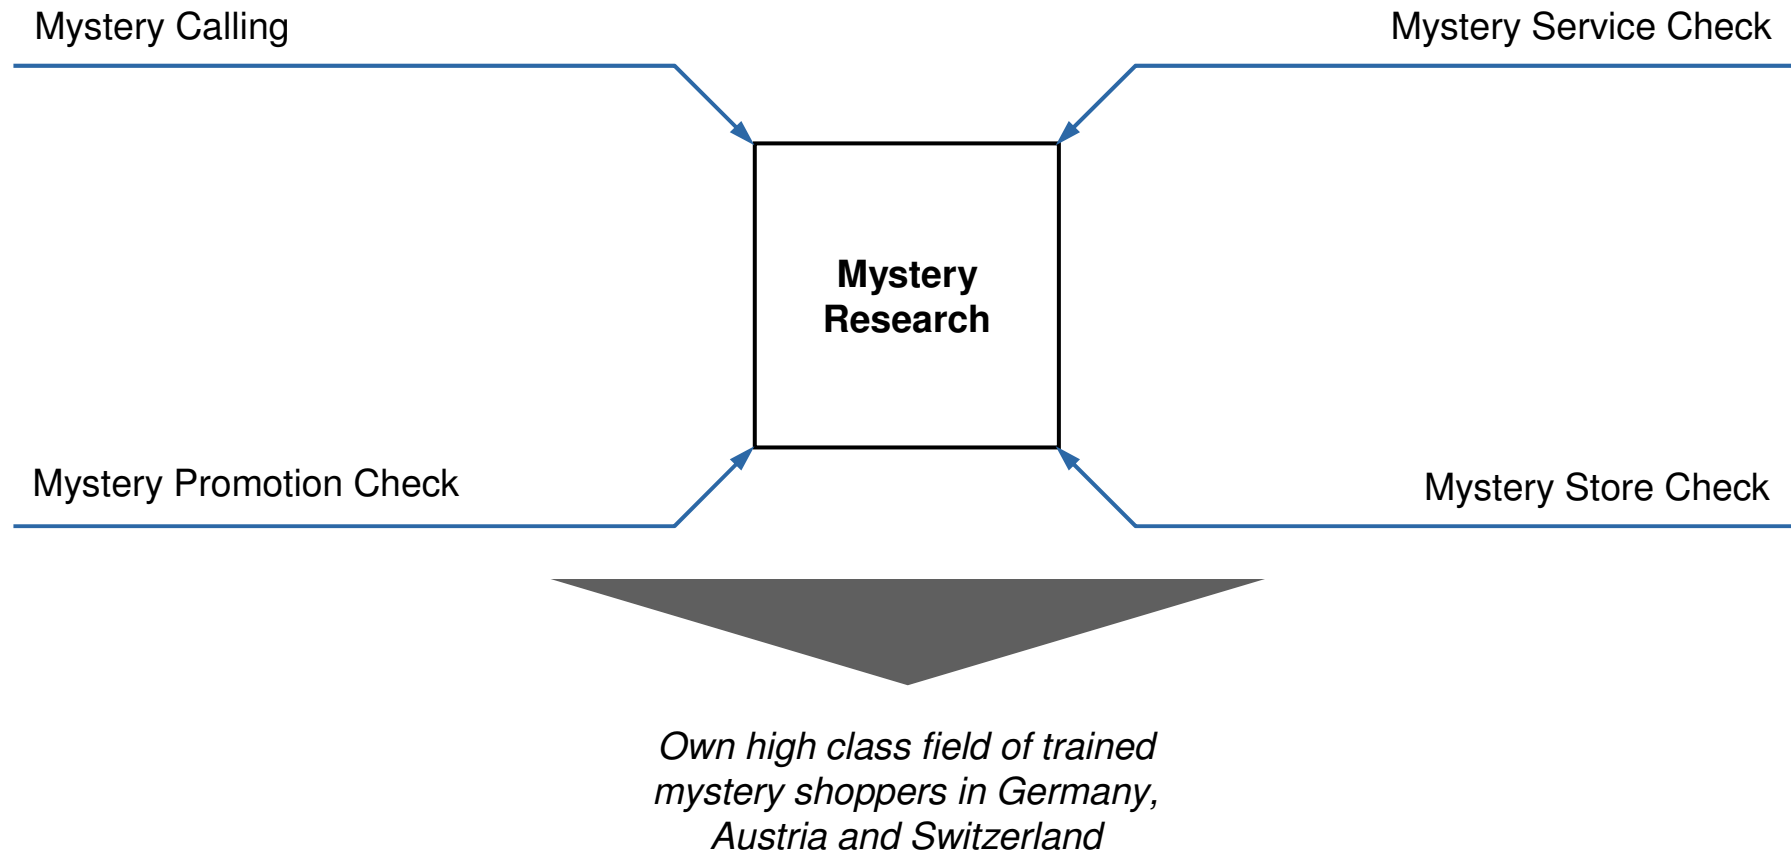 Mystery Calling
Mystery Service Check
Mystery
Research
Mystery Promotion Check
Mystery Store Check
Own high class field of trained
mystery shoppers in Germany,
Austria and Switzerland